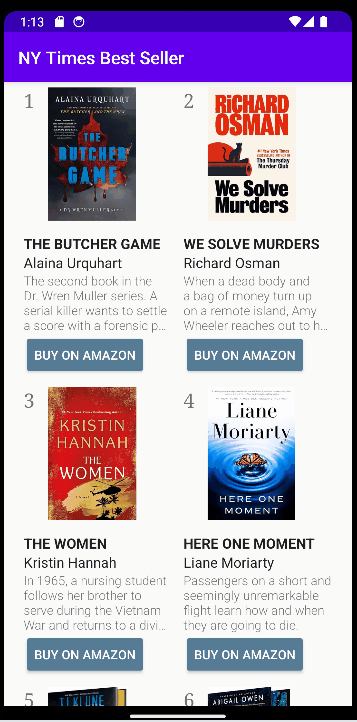 1:13
NY Times Best Seller
1
ALAINA URQUHART
THE
BUTCHER
GAME
A DR. WREN MULLER NOVEL
THE BUTCHER GAME
Alaina Urquhart
The second book in the
Dr. Wren Muller series. A
serial killer wants to settle
a score with a forensic p...
BUY ON AMAZON
2
RICHARD
OSMAN
The Thursday
Murder Club
We Solve
Murders
WE SOLVE MURDERS
Richard Osman
When a dead body and
a bag of money turn up
on a remote island, Amy
Wheeler reaches out to h...
BUY ON AMAZON
3
KRISTIN
HANNAH
THE
WOMEN
THE WOMEN
Kristin Hannah
In 1965, a nursing student
follows her brother to
serve during the Vietnam
War and returns to a divi...
BUY ON AMAZON
4
Liane
Moriarty
HERE ONE
MOMENT
HERE ONE MOMENT
Liane Moriarty
Passengers on a short and
seemingly unremarkable
flight learn how and when
they are going to die.
BUY ON AMAZON
5
TJ KLUNE
6
ABIGAIL OWEN